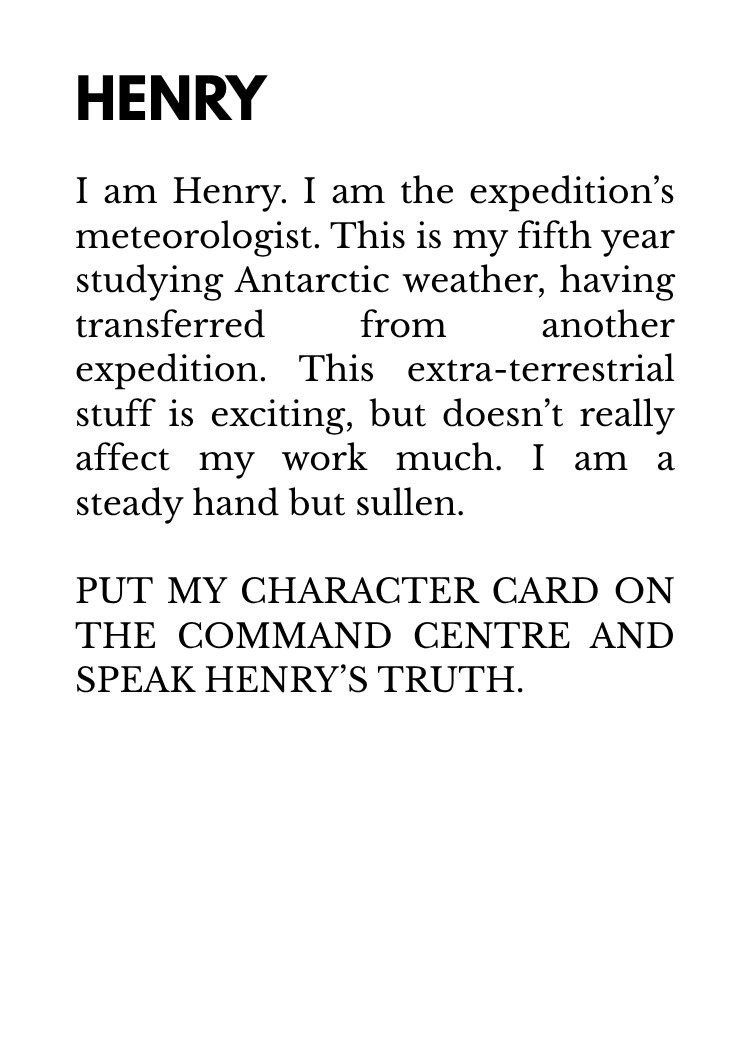 HENRY
I am Henry. I am the expedition’s
meteorologist. This is my fifth year
studying Antarctic weather, having
transferred from another
expedition. This extra-terrestrial
stuff is exciting, but doesn’t really
affect my work much. I am a
steady hand but sullen.
PUT MY CHARACTER CARD ON
THE COMMAND CENTRE AND
SPEAK HENRY’S TRUTH.